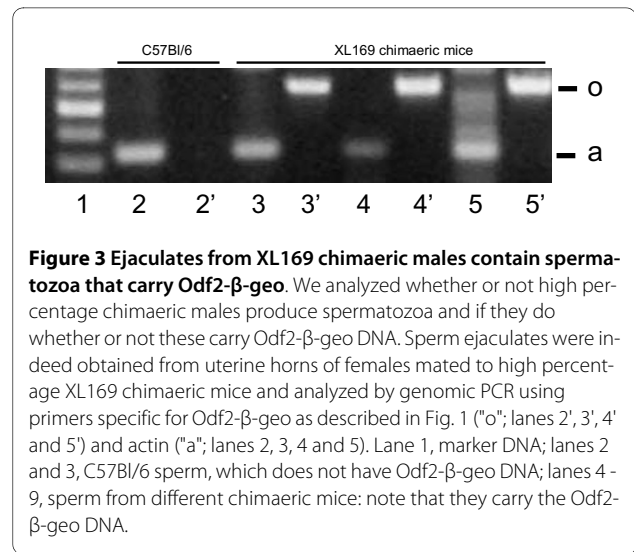 C57Bl/6
XL169 chimaeric mice
o
a
1 2 2’ 3 3’ 4 4’ 5 5’
Figure 3 Ejaculates from XL169 chimaeric males contain sperma-
tozoa that carry Odf2-β-geo. We analyzed whether or not high per-
centage chimaeric males produce spermatozoa and if they do
whether or not these carry Odf2-β-geo DNA. Sperm ejaculates were in-
deed obtained from uterine horns of females mated to high percent-
age XL169 chimaeric mice and analyzed by genomic PCR using
primers specific for Odf2-β-geo as described in Fig. 1 ("o"; lanes 2', 3', 4'
and 5') and actin ("a"; lanes 2, 3, 4 and 5). Lane 1, marker DNA; lanes 2
and 3, C57Bl/6 sperm, which does not have Odf2-β-geo DNA; lanes 4 -
9, sperm from different chimaeric mice: note that they carry the Odf2-
β-geo DNA.